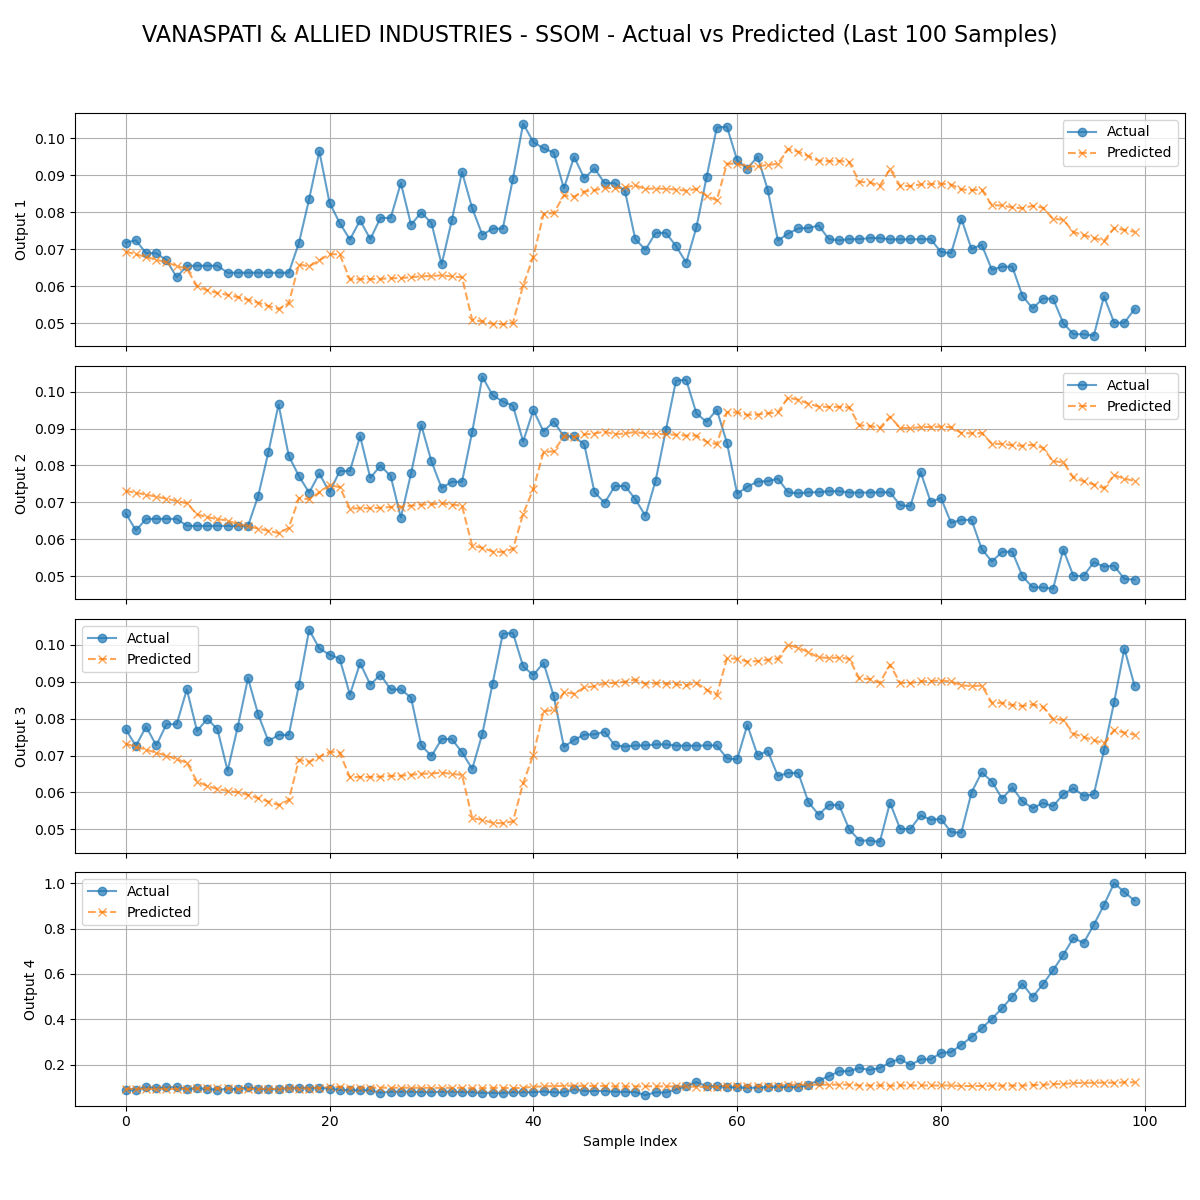 VANASPATI & ALLIED INDUSTRIES - SSOM - Actual vs Predicted (Last 100 Samples)
Output 1
0.10
0.09
0.08
0.07
0.06
0.05
Actual
Predicted
Output 2
0.10
0.09
0.08
0.07
0.06
0.05
Actual
Predicted
Output 3
0.10
0.09
0.08
0.07
0.06
0.05
Actual
Predicted
Output 4
1.0
0.8
0.6
0.4
0.2
Actual
Predicted
0 20 40 60 80 100
Sample Index